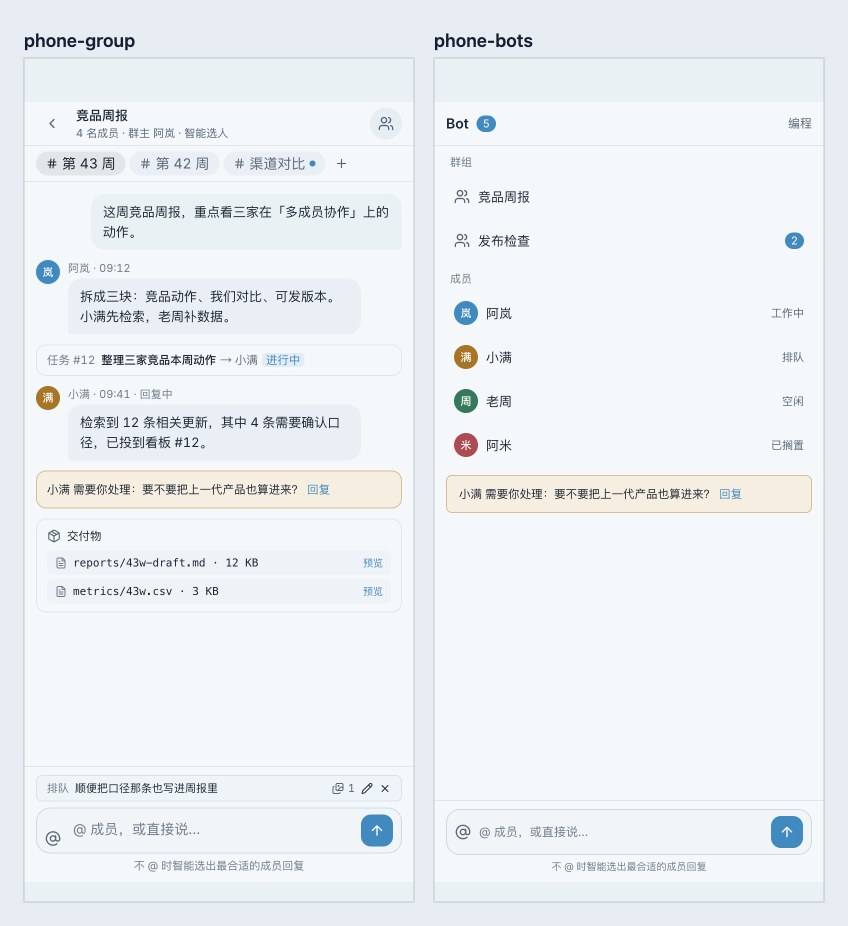 phone-group
竞品周报
4 名成员 · 群主 阿岚 · 智能选人
# 第 43 周
# 第 42 周
# 渠道对比
+
这周竞品周报，重点看三家在「多成员协作」上的
动作。
岚
阿岚 · 09:12
拆成三块：竞品动作、我们对比、可发版本。
小满先检索，老周补数据。
任务 #12 整理三家竞品本周动作 → 小满 进行中
满
小满 · 09:41 · 回复中
检索到 12 条相关更新，其中 4 条需要确认口
径，已投到看板 #12。
小满 需要你处理：要不要把上一代产品也算进来？ 回复
交付物
reports/43w-draft.md · 12 KB 预览
metrics/43w.csv · 3 KB 预览
排队 顺便把口径那条也写进周报里 1
@ @ 成员，或直接说…
不 @ 时智能选出最合适的成员回复
phone-bots
Bot 5 编程
群组
竞品周报
发布检查 2
成员
岚 阿岚 工作中
满 小满 排队
周 老周 空闲
米 阿米 已搁置
小满 需要你处理：要不要把上一代产品也算进来？ 回复
@ @ 成员，或直接说…
不 @ 时智能选出最合适的成员回复